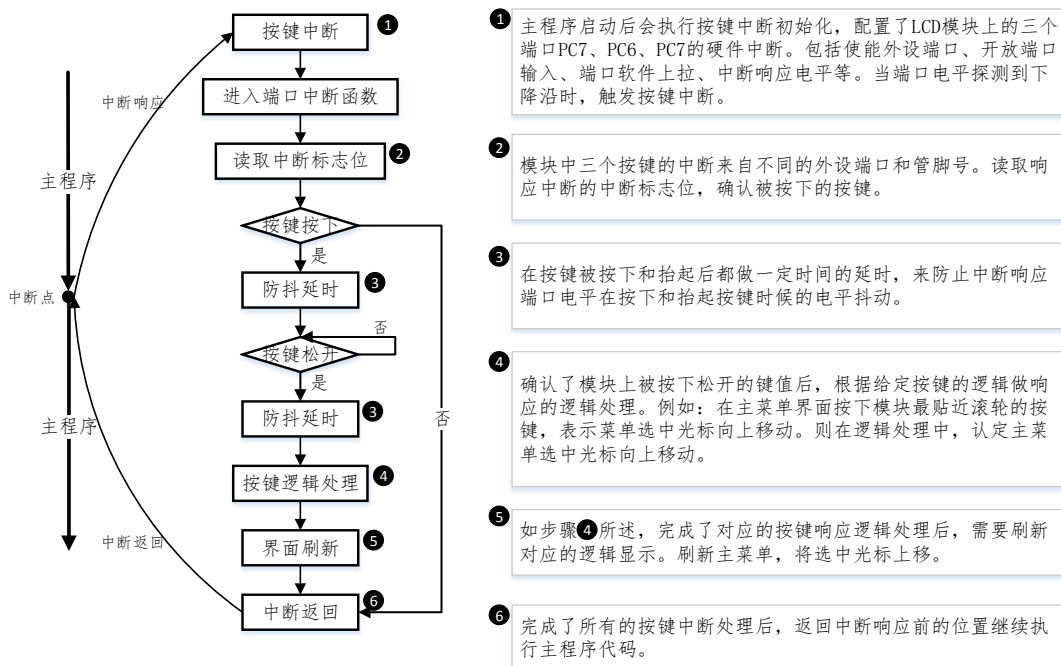 按键中断
1
进入端口中断函数
中断响应
读取中断标志位
2
主程序
按键按下
是
防抖延时
3
中断点
否
按键松开
是
防抖延时
3
主程序
否
按键逻辑处理
4
中断返回
界面刷新
5
中断返回
6
1
主程序启动后会执行按键中断初始化，配置了LCD模块上的三个
端口PC7、PC6、PC7的硬件中断。包括使能外设端口、开放端口
输入、端口软件上拉、中断响应电平等。当端口电平探测到下
降沿时，触发按键中断。
2
模块中三个按键的中断来自不同的外设端口和管脚号。读取响
应中断的中断标志位，确认被按下的按键。
3
在按键被按下和抬起后都做一定时间的延时，来防止中断响应
端口电平在按下和抬起按键时候的电平抖动。
4
确认了模块上被按下松开的键值后，根据给定按键的逻辑做响
应的逻辑处理。例如：在主菜单界面按下模块最贴近滚轮的按
键，表示菜单选中光标向上移动。则在逻辑处理中，认定主菜
单选中光标向上移动。
5
如步骤4所述，完成了对应的按键响应逻辑处理后，需要刷新
对应的逻辑显示。刷新主菜单，将选中光标上移。
6
完成了所有的按键中断处理后，返回中断响应前的位置继续执
行主程序代码。